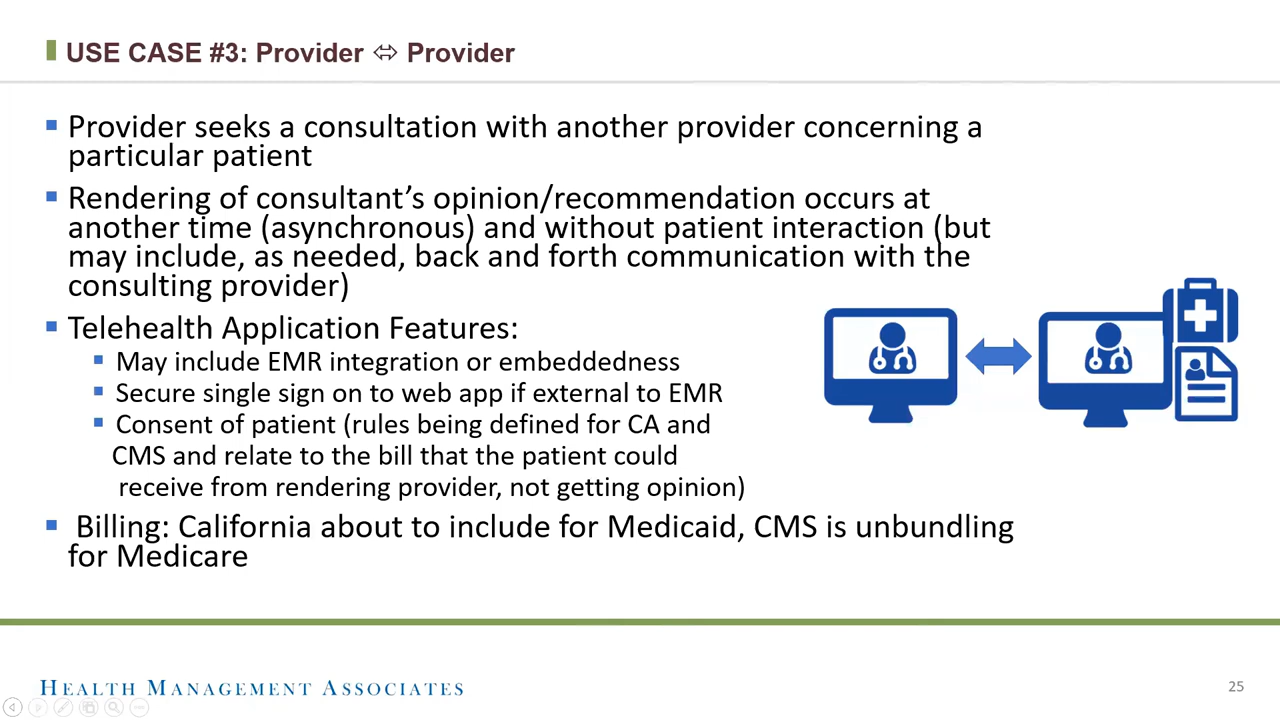 USE CASE #3: Provider ⇔ Provider
Provider seeks a consultation with another provider concerning a
particular patient
Rendering of consultant’s opinion/recommendation occurs at
another time (asynchronous) and without patient interaction (but
may include, as needed, back and forth communication with the
consulting provider)
Telehealth Application Features:
May include EMR integration or embeddedness
Secure single sign on to web app if external to EMR
Consent of patient (rules being defined for CA and
CMS and relate to the bill that the patient could
receive from rendering provider, not getting opinion)
Billing: California about to include for Medicaid, CMS is unbundling
for Medicare
HEALTH MANAGEMENT ASSOCIATES
25